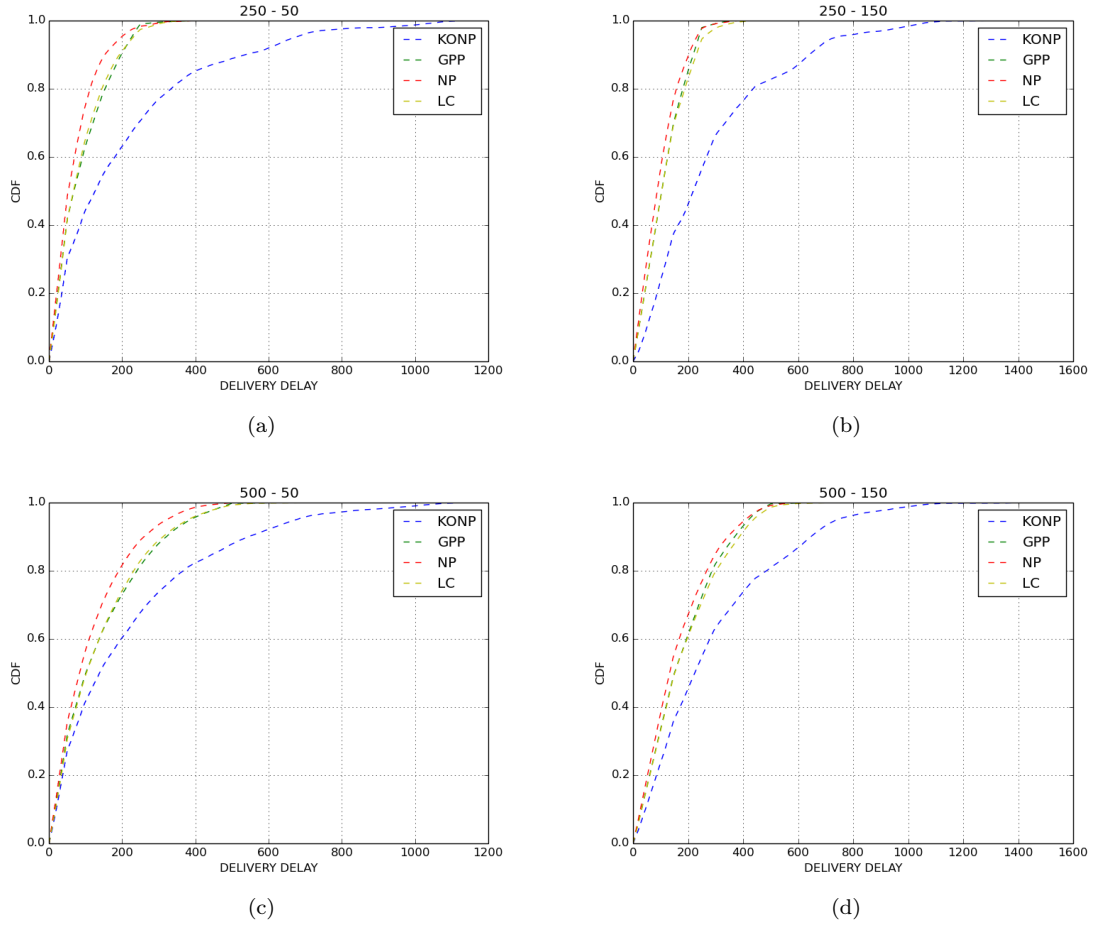 250 - 50
1.0
0.8
0.6
0.4
0.2
0.0
CDF
KONP
GPP
NP
LC
0 200 400 600 800 1000 1200
DELIVERY DELAY
(a)
250 - 150
1.0
0.8
0.6
0.4
0.2
0.0
CDF
KONP
GPP
NP
LC
0 200 400 600 800 1000 1200 1400 1600
DELIVERY DELAY
(b)
500 - 50
1.0
0.8
0.6
0.4
0.2
0.0
CDF
KONP
GPP
NP
LC
0 200 400 600 800 1000 1200
DELIVERY DELAY
(c)
500 - 150
1.0
0.8
0.6
0.4
0.2
0.0
CDF
KONP
GPP
NP
LC
0 200 400 600 800 1000 1200 1400 1600
DELIVERY DELAY
(d)